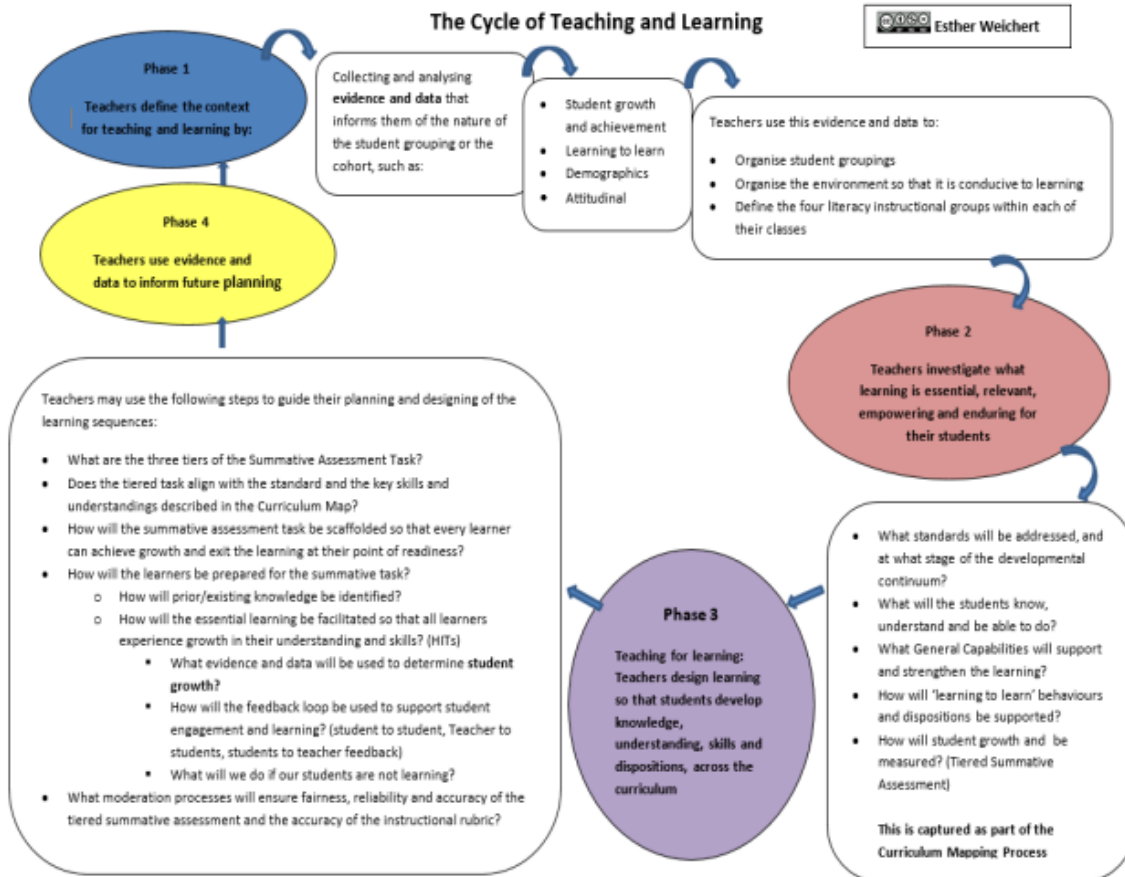 The Cycle of Teaching and Learning
Esther Weichert
Phase 1
Teachers define the context
for teaching and learning by:
Collecting and analysing
evidence and data that
informs them of the nature of
the student grouping or the
cohort, such as:
• Student growth
and achievement
• Learning to learn
• Demographics
• Attitudinal
Teachers use this evidence and data to:
• Organise student groupings
• Organise the environment so that it is conducive to learning
• Define the four literacy instructional groups within each of
their classes
Phase 2
Teachers investigate what
learning is essential, relevant,
empowering and enduring for
their students
• What standards will be addressed, and
at what stage of the developmental
continuum?
• What will the students know,
understand and be able to do?
• What General Capabilities will support
and strengthen the learning?
• How will ‘learning to learn’ behaviours
and dispositions be supported?
• How will student growth and be
measured? (Tiered Summative
Assessment)
This is captured as part of the
Curriculum Mapping Process
Phase 3
Teaching for learning:
Teachers design learning
so that students develop
knowledge,
understanding, skills and
dispositions, across the
curriculum
Teachers may use the following steps to guide their planning and designing of the
learning sequences:
• What are the three tiers of the Summative Assessment Task?
• Does the tiered task align with the standard and the key skills and
understandings described in the Curriculum Map?
• How will the summative assessment task be scaffolded so that every learner
can achieve growth and exit the learning at their point of readiness?
• How will the learners be prepared for the summative task?
o How will prior/existing knowledge be identified?
o How will the essential learning be facilitated so that all learners
experience growth in their understanding and skills? (HITs)
▪ What evidence and data will be used to determine student
growth?
▪ How will the feedback loop be used to support student
engagement and learning? (student to student, Teacher to
students, students to teacher feedback)
▪ What will we do if our students are not learning?
• What moderation processes will ensure fairness, reliability and accuracy of the
tiered summative assessment and the accuracy of the instructional rubric?
Phase 4
Teachers use evidence and
data to inform future planning